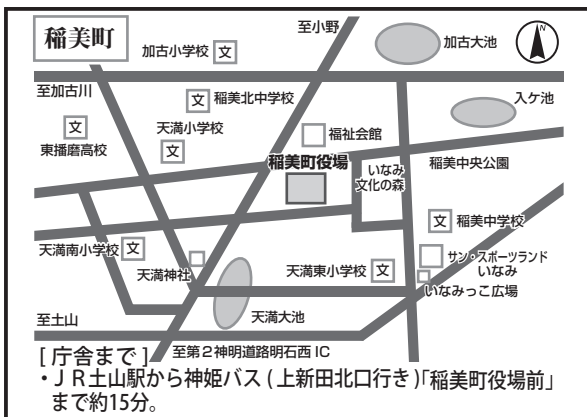 稲美町
至小野
N
加古小学校
文
加古大池
至加古川
文
稲美北中学校
入ケ池
文
天満小学校
文
福祉会館
東播磨高校
稲美町役場
いなみ
文化の森
稲美中央公園
文
稲美中学校
天満南小学校
文
サン・スポーツランド
いなみ
天満神社
天満東小学校
文
いなみっこ広場
至土山
天満大池
[庁舎まで]
至第2神明道路明石西IC
・ＪＲ土山駅から神姫バス(上新田北口行き)「稲美町役場前」
まで約15分。